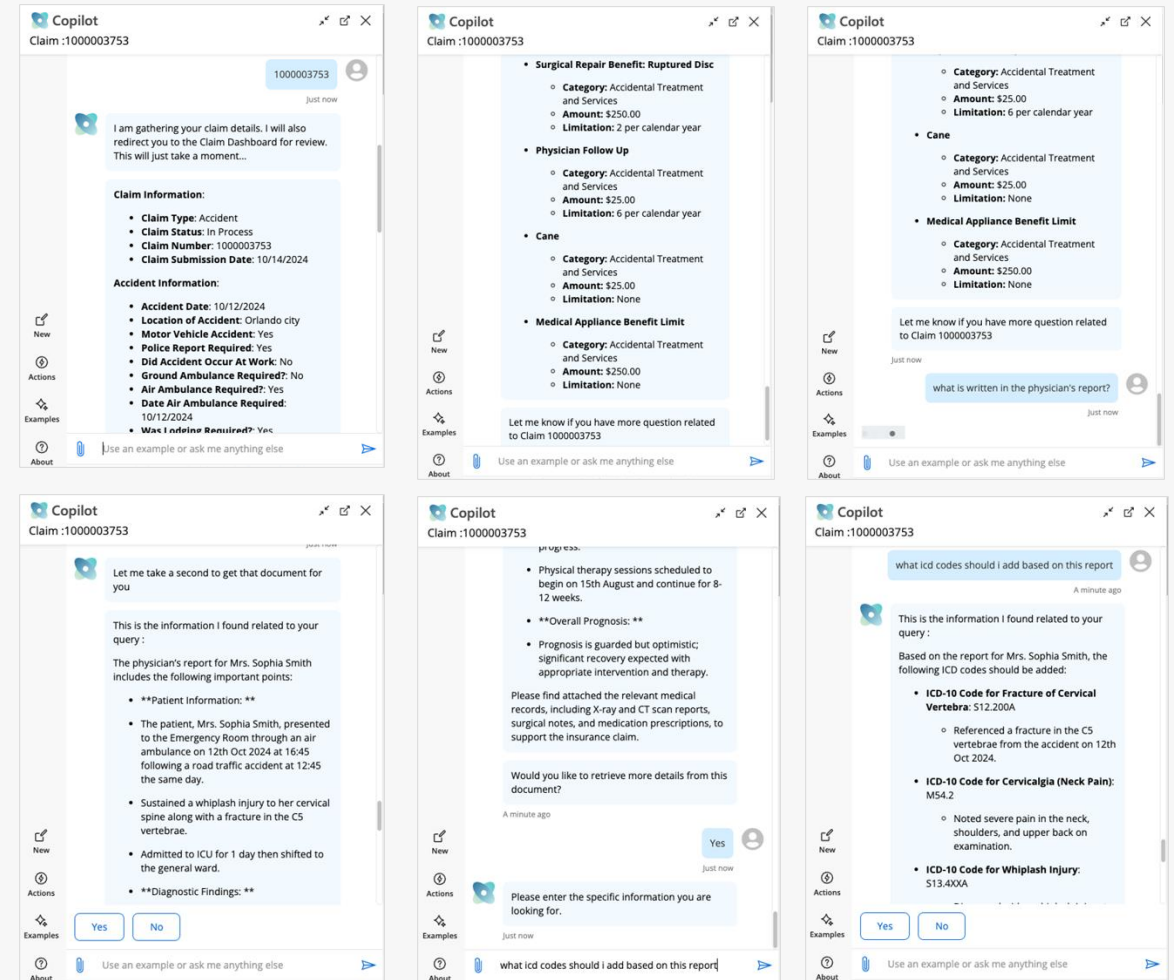 Copilot
Claim :1000003753
1000003753
Just now
I am gathering your claim details. I will also
redirect you to the Claim Dashboard for review.
This will just take a moment...
Claim Information:
• Claim Type: Accident
• Claim Status: In Process
• Claim Number: 1000003753
• Claim Submission Date: 10/14/2024
Accident Information:
• Accident Date: 10/12/2024
• Location of Accident: Orlando city
• Motor Vehicle Accident: Yes
• Police Report Required: Yes
• Did Accident Occur At Work: No
• Ground Ambulance Required?: No
• Air Ambulance Required?: Yes
• Date Air Ambulance Required:
10/12/2024
• Was Lodging Required?: Yes
New
Actions
Examples
About
Use an example or ask me anything else
Copilot
Claim :1000003753
• Surgical Repair Benefit: Ruptured Disc
◦ Category: Accidental Treatment
and Services
◦ Amount: $250.00
◦ Limitation: 2 per calendar year
• Physician Follow Up
◦ Category: Accidental Treatment
and Services
◦ Amount: $25.00
◦ Limitation: 6 per calendar year
• Cane
◦ Category: Accidental Treatment
and Services
◦ Amount: $25.00
◦ Limitation: None
• Medical Appliance Benefit Limit
◦ Category: Accidental Treatment
and Services
◦ Amount: $250.00
◦ Limitation: None
Let me know if you have more question related
to Claim 1000003753
New
Actions
Examples
About
Use an example or ask me anything else
Copilot
Claim :1000003753
◦ Category: Accidental Treatment
and Services
◦ Amount: $25.00
◦ Limitation: 6 per calendar year
• Cane
◦ Category: Accidental Treatment
and Services
◦ Amount: $25.00
◦ Limitation: None
• Medical Appliance Benefit Limit
◦ Category: Accidental Treatment
and Services
◦ Amount: $250.00
◦ Limitation: None
Let me know if you have more question related
to Claim 1000003753
Just now
what is written in the physician's report?
Just now
New
Actions
Examples
About
Use an example or ask me anything else
Copilot
Claim :1000003753
Just now
Let me take a second to get that document for
you
This is the information I found related to your
query :
The physician's report for Mrs. Sophia Smith
includes the following important points:
• **Patient Information: **
• The patient, Mrs. Sophia Smith, presented
to the Emergency Room through an air
ambulance on 12th Oct 2024 at 16:45
following a road traffic accident at 12:45
the same day.
• Sustained a whiplash injury to her cervical
spine along with a fracture in the C5
vertebrae.
• Admitted to ICU for 1 day then shifted to
the general ward.
• **Diagnostic Findings: **
Yes
No
New
Actions
Examples
About
Use an example or ask me anything else
Copilot
Claim :1000003753
progress.
• Physical therapy sessions scheduled to
begin on 15th August and continue for 8-
12 weeks.
• **Overall Prognosis: **
• Prognosis is guarded but optimistic;
significant recovery expected with
appropriate intervention and therapy.
Please find attached the relevant medical
records, including X-ray and CT scan reports,
surgical notes, and medication prescriptions, to
support the insurance claim.
Would you like to retrieve more details from this
document?
A minute ago
Yes
Just now
Please enter the specific information you are
looking for.
Just now
New
Actions
Examples
About
what icd codes should i add based on this report
Copilot
Claim :1000003753
what icd codes should i add based on this report
A minute ago
This is the information I found related to your
query :
Based on the report for Mrs. Sophia Smith, the
following ICD codes should be added:
• ICD-10 Code for Fracture of Cervical
Vertebra: S12.200A
◦ Referenced a fracture in the C5
vertebrae from the accident on 12th
Oct 2024.
• ICD-10 Code for Cervicalgia (Neck Pain):
M54.2
◦ Noted severe pain in the neck,
shoulders, and upper back on
examination.
• ICD-10 Code for Whiplash Injury:
S13.4XXA
Yes
No
New
Actions
Examples
About
Use an example or ask me anything else